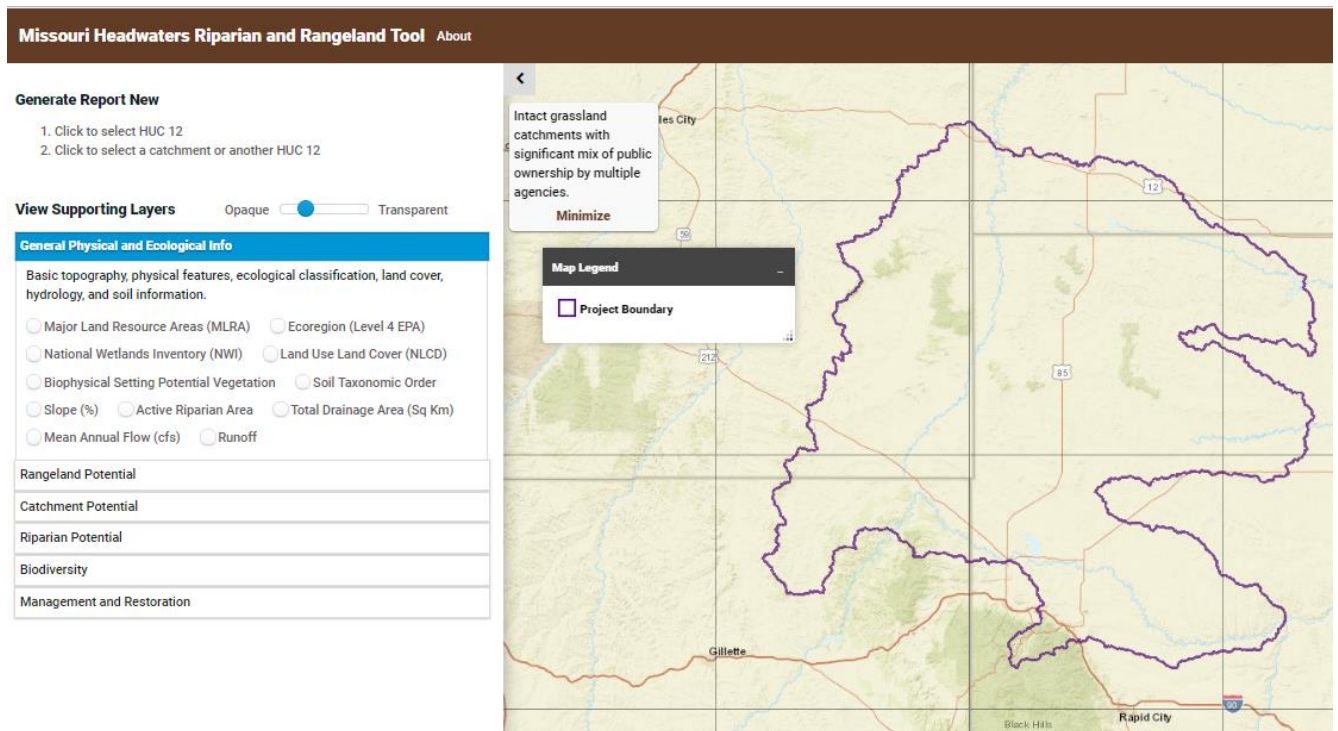 Missouri Headwaters Riparian and Rangeland Tool About
Generate Report New
1. Click to select HUC 12
2. Click to select a catchment or another HUC 12
View Supporting Layers Opaque Transparent
General Physical and Ecological Info
Basic topography, physical features, ecological classification, land cover,
hydrology, and soil information.
Major Land Resource Areas (MLRA) Ecoregion (Level 4 EPA)
National Wetlands Inventory (NWI) Land Use Land Cover (NLCD)
Biophysical Setting Potential Vegetation Soil Taxonomic Order
Slope (%) Active Riparian Area Total Drainage Area (Sq Km)
Mean Annual Flow (cfs) Runoff
Rangeland Potential
Catchment Potential
Riparian Potential
Biodiversity
Management and Restoration
Intact grassland
catchments with
significant mix of public
ownership by multiple
agencies.
Minimize
les City
59
Map Legend
Project Boundary
212
12
85
Gillette
90
Rapid City
Black Hills